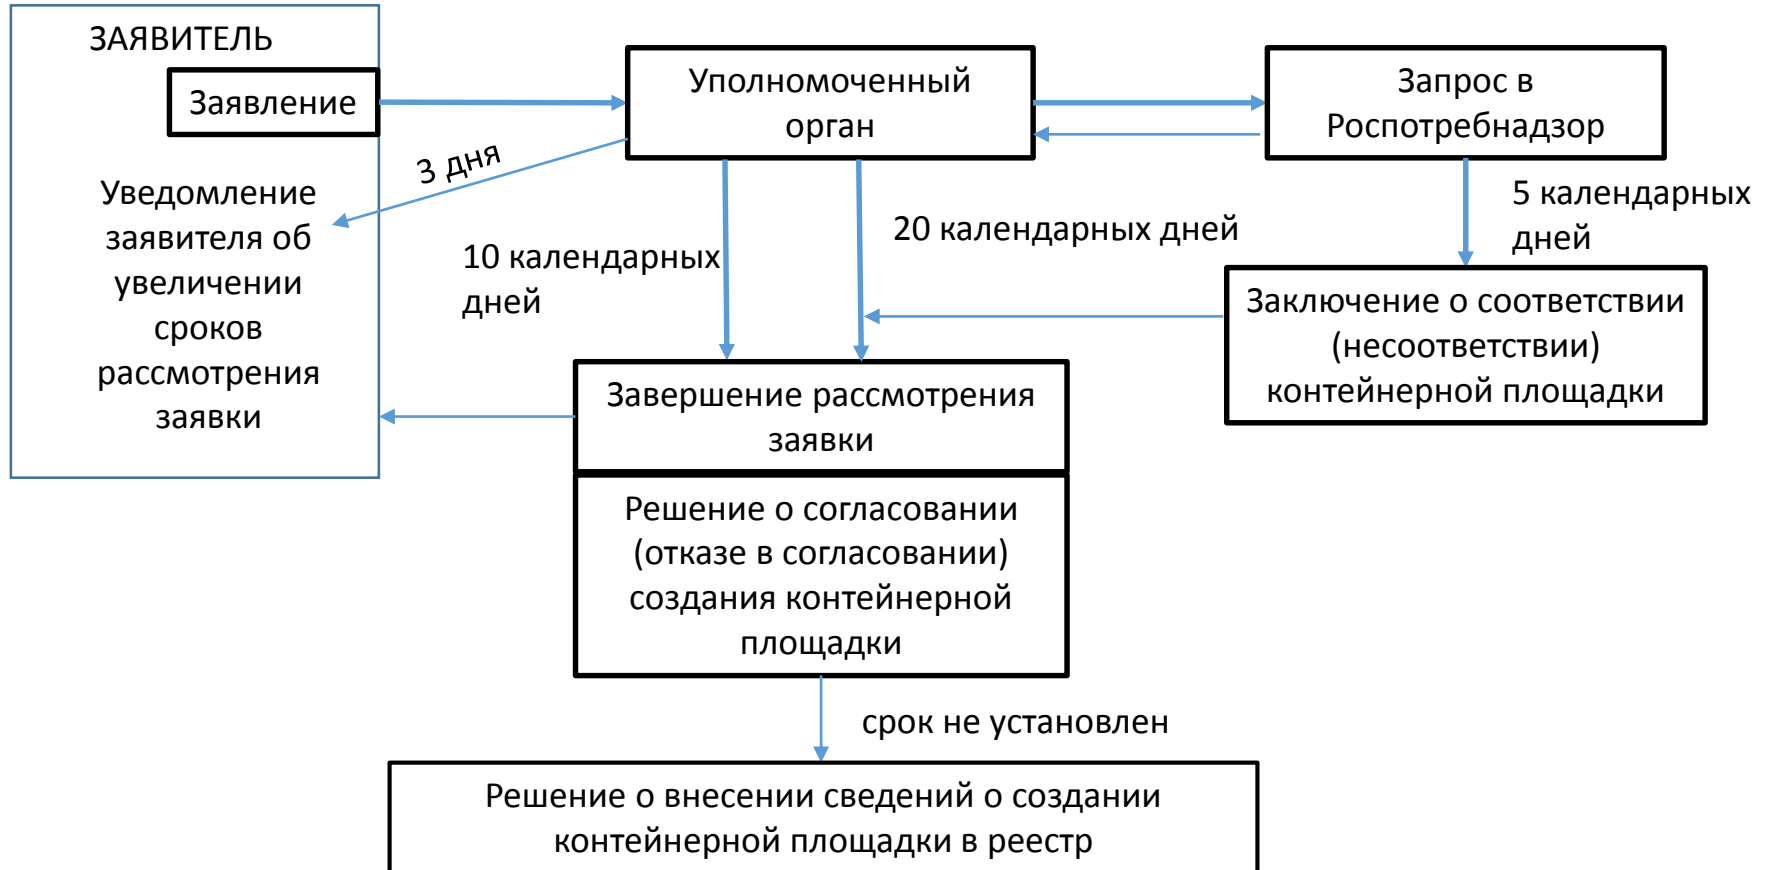 ЗАЯВИТЕЛЬ
Заявление
Уполномоченный
орган
Запрос в
Роспотребнадзор
3 дня
Уведомление
заявителя об
увеличении
сроков
рассмотрения
заявки
10 календарных
дней
20 календарных дней
5 календарных
дней
Заключение о соответствии
(несоответствии)
контейнерной площадки
Завершение рассмотрения
заявки
Решение о согласовании
(отказе в согласовании)
создания контейнерной
площадки
срок не установлен
Решение о внесении сведений о создании
контейнерной площадки в реестр